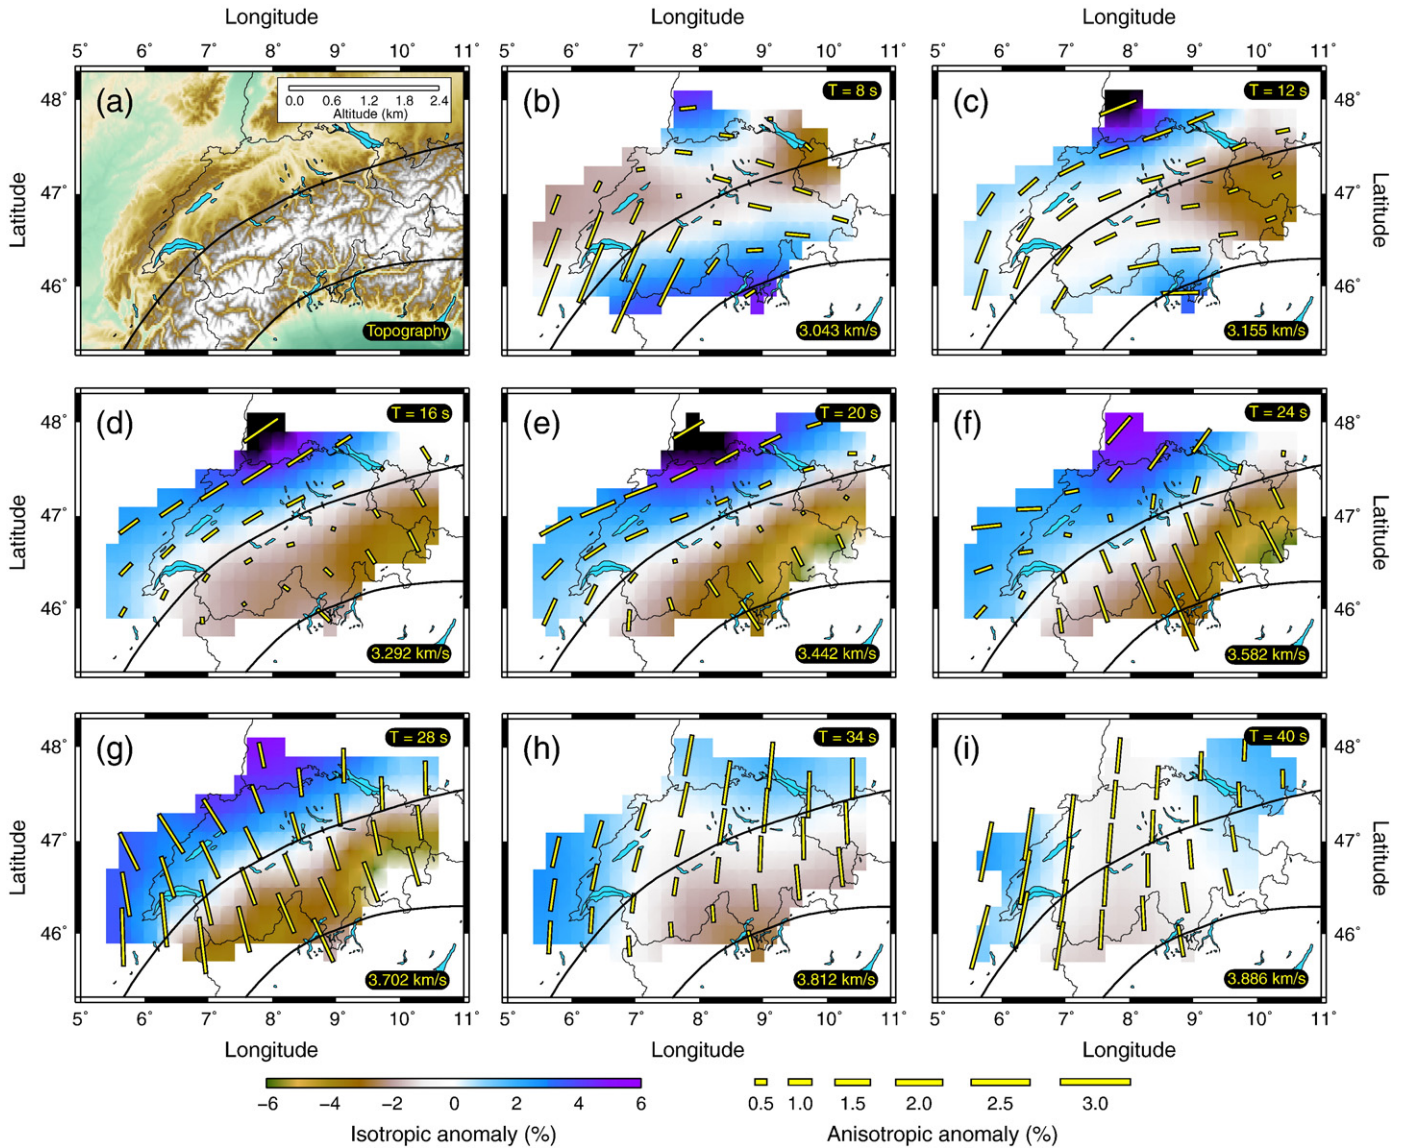 Longitude Longitude Longitude
5° 6° 7° 8° 9° 10° 11° 5° 6° 7° 8° 9° 10° 11° 5° 6° 7° 8° 9° 10° 11°
(a) 0.0 0.6 1.2 1.8 2.4 (b) T = 8 s (c) T = 12 s
Altitude (km)
48° 48°
47° 47°
46° 46°
Latitude Latitude
Topography 3.043 km/s 3.155 km/s
(d) T = 16 s (e) T = 20 s (f) T = 24 s
48° 48°
47° 47°
46° 46°
Latitude Latitude
3.292 km/s 3.442 km/s 3.582 km/s
(g) T = 28 s (h) T = 34 s (i) T = 40 s
48° 48°
47° 47°
46° 46°
Latitude Latitude
3.702 km/s 3.812 km/s 3.886 km/s
5° 6° 7° 8° 9° 10° 11° 5° 6° 7° 8° 9° 10° 11° 5° 6° 7° 8° 9° 10° 11°
Longitude Longitude Longitude
−6 −4 −2 0 2 4 6 0.5 1.0 1.5 2.0 2.5 3.0
Isotropic anomaly (%) Anisotropic anomaly (%)